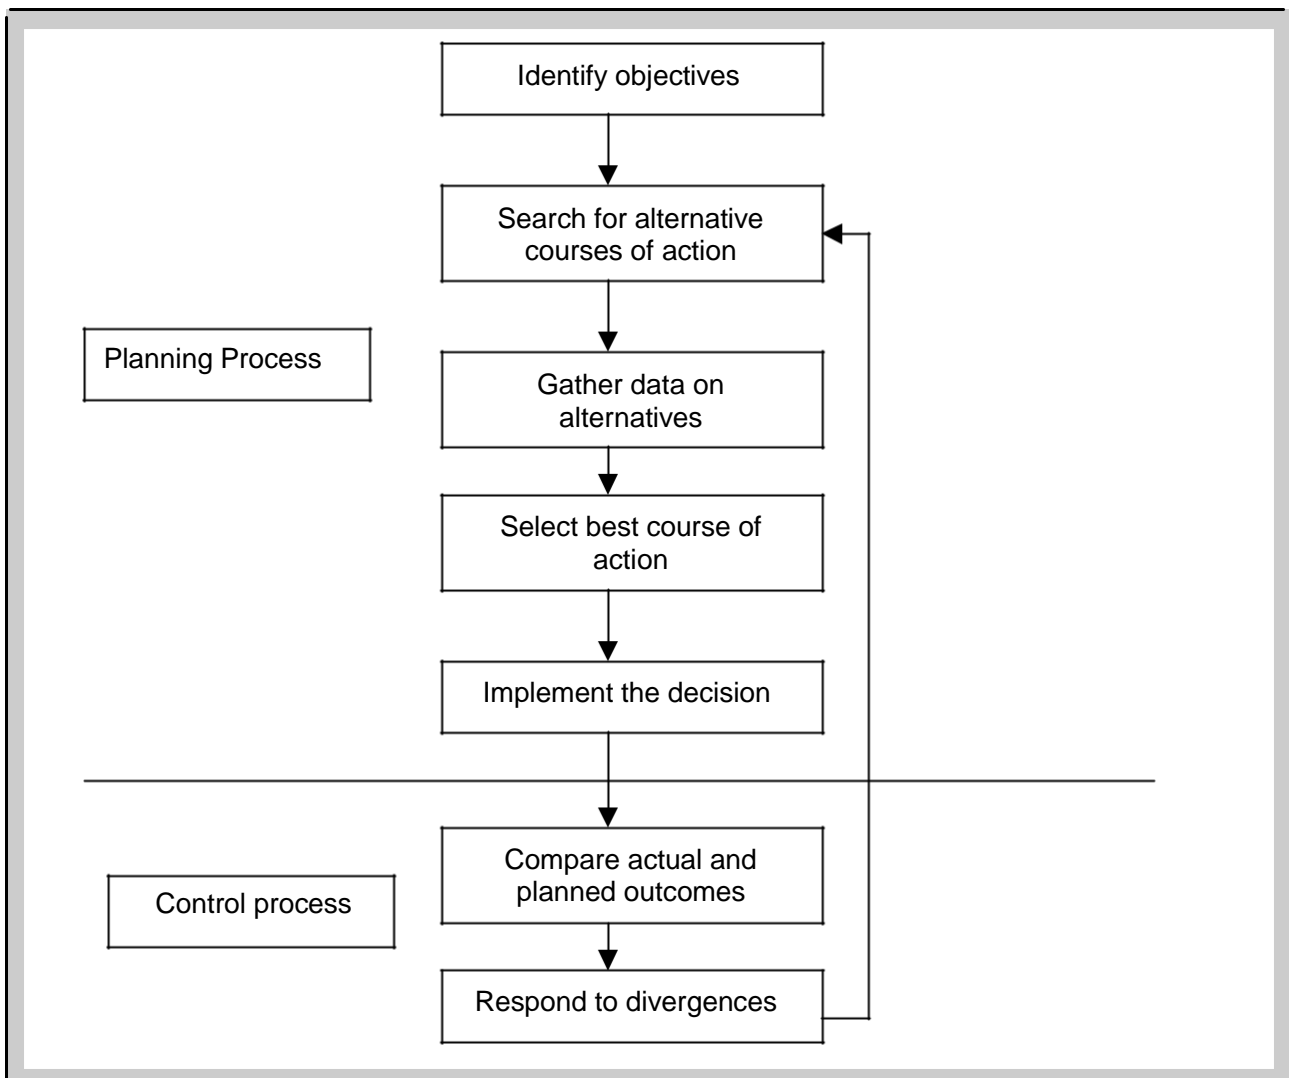 Identify objectives
Search for alternative
courses of action
Planning Process
Gather data on
alternatives
Select best course of
action
Implement the decision
Compare actual and
planned outcomes
Control process
Respond to divergences